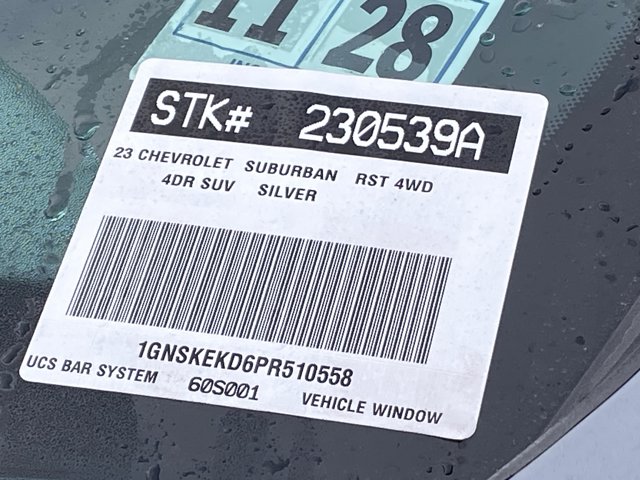 11 28
STK# 230539A
23 CHEVROLET SUBURBAN RST 4WD
4DR SUV SILVER
1GNSKEKD6PR510558
UCS BAR SYSTEM 60S001 VEHICLE WINDOW